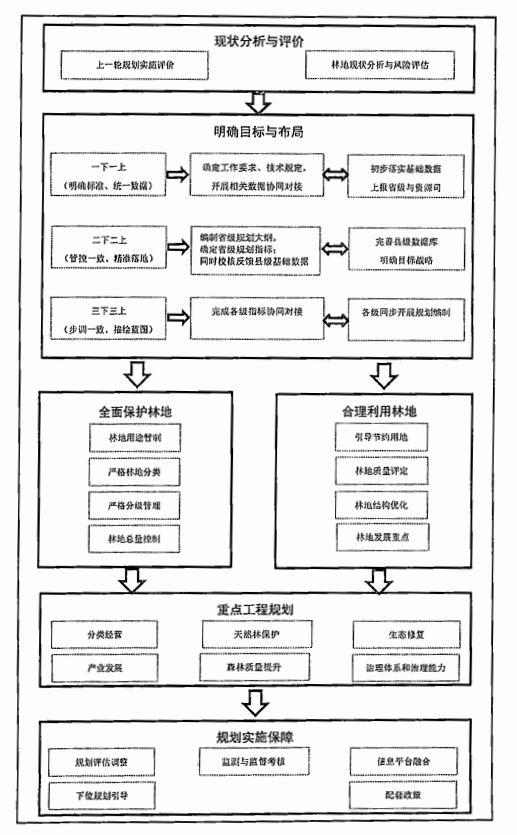 现状分析与评价
上一轮规划实施评价
林地现状分析与风险评估
明确目标与布局
一下一上
(明确标准、统一数据)
确定工作要求、技术规定,
开展相关数据协同对接
初步落实基础数据
上报省级与资源司
二下二上
(管控一致、精准落地)
编制省级规划大纲,
确定省级规划指标;
同时校核反馈县级基础数据
完善县级数据库
明确目标战略
三下三上
(步调一致、描绘蓝图)
完成各级指标协同对接
各级同步开展规划编制
全面保护林地
林地用途管制
严格林地分类
严格分级管理
林地总量控制
合理利用林地
引导节约用地
林地质量评定
林地结构优化
林地发展重点
重点工程规划
分类经营
天然林保护
生态修复
产业发展
森林质量提升
治理体系和治理能力
规划实施保障
规划评估调整
监测与监督考核
信息平台融合
下位规划引导
配套政策